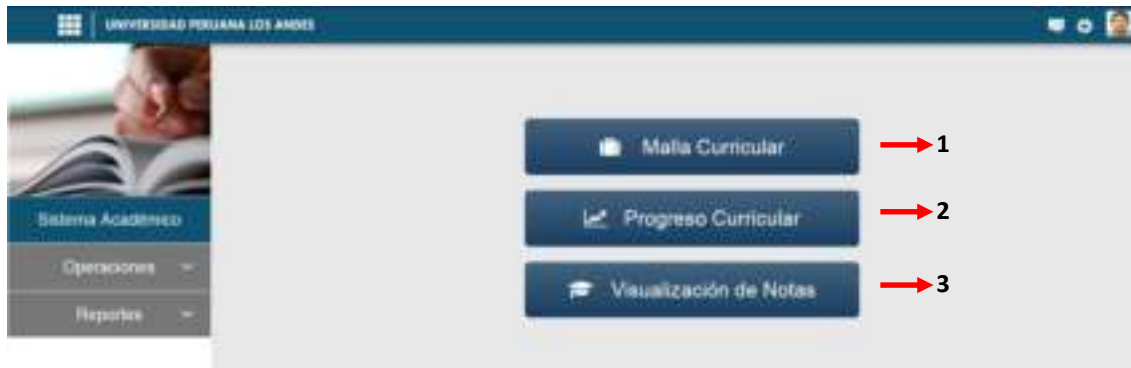 UNIVERSIDAD PERUANA LOS ANDES
Malla Curricular
1
Progreso Curricular
2
Visualización de Notas
3
Sistema Académico
Operaciones
Reportes